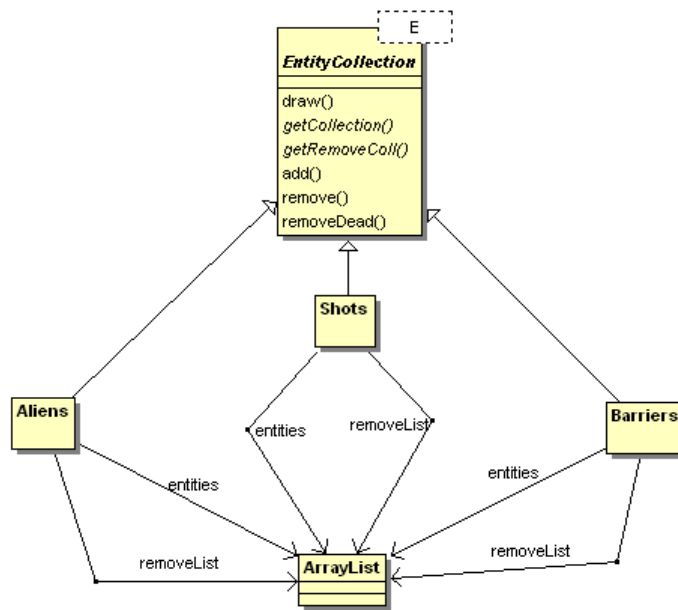 E
EntityCollection
draw()
getCollection()
getRemoveColl()
add()
remove()
removeDead()
Shots
Aliens
Barriers
entities
removeList
entities
entities
removeList
removeList
ArrayList